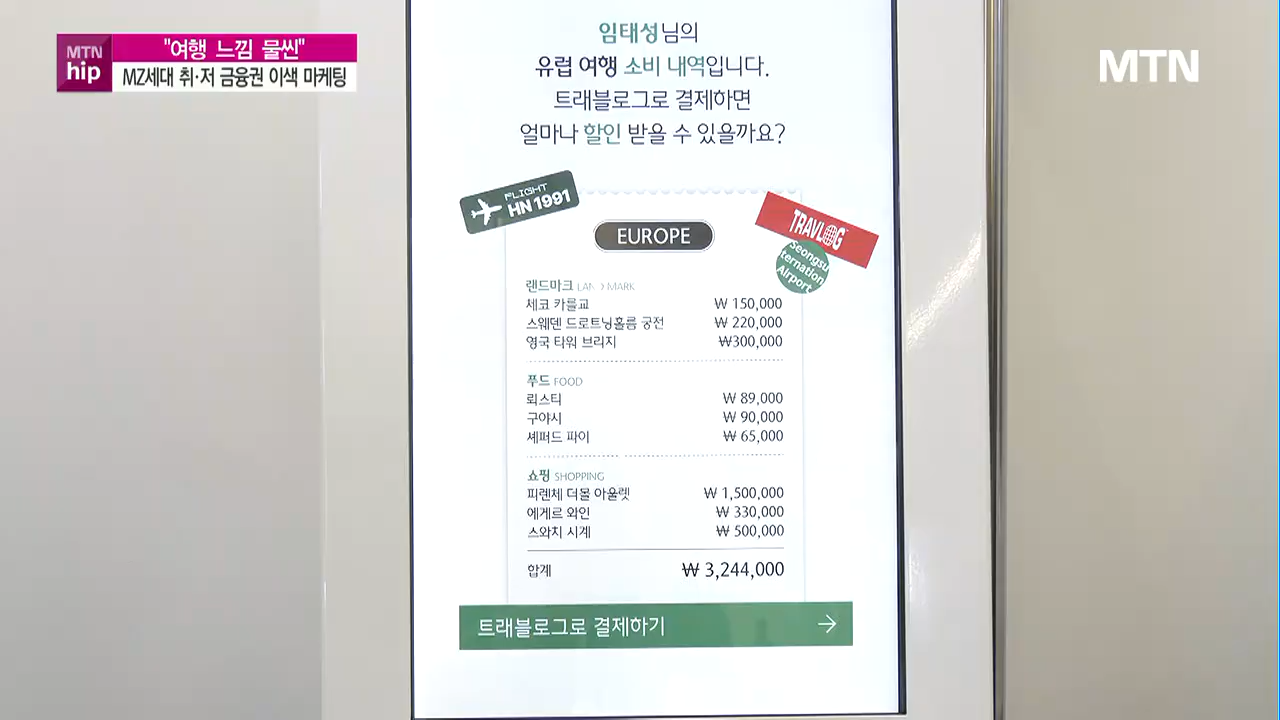 MTN
hip
"여행 느낌 물씬"
MZ세대 취·저 금융권 이색 마케팅
MTN
임태성님의
유럽 여행 소비 내역입니다.
트래블로그로 결제하면
얼마나 할인 받을 수 있을까요?
FLIGHT
HN 1991
TRAVLOG
Seongsu
ternation
Airport
EUROPE
랜드마크 LAND MARK
체코 카를교 ₩ 150,000
스웨덴 드로트닝홀름 궁전 ₩ 220,000
영국 타워 브리지 ₩300,000
푸드 FOOD
뢰스티 ₩ 89,000
구야시 ₩ 90,000
셰퍼드 파이 ₩ 65,000
쇼핑 SHOPPING
피렌체 더몰 아울렛 ₩ 1,500,000
에게르 와인 ₩ 330,000
스와치 시계 ₩ 500,000
합계 ₩ 3,244,000
트래블로그로 결제하기 →